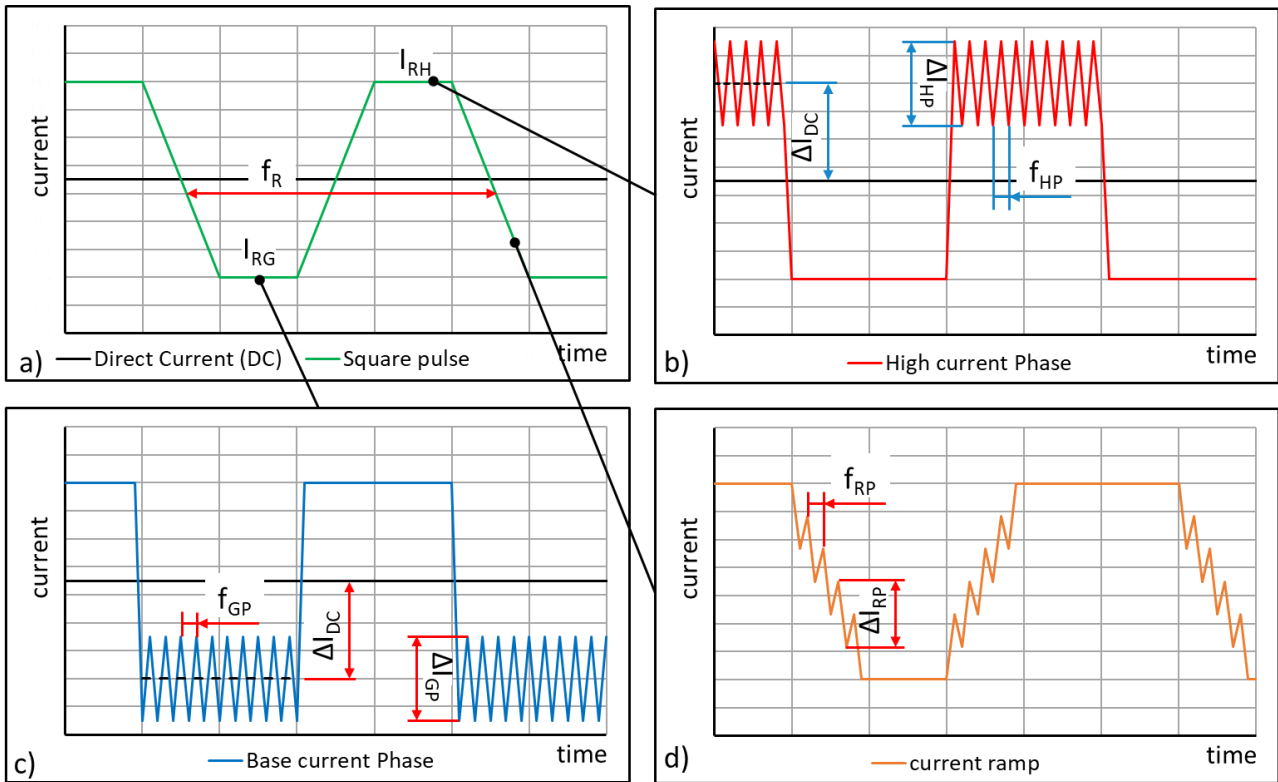 current
I_RH
f_R
I_RG
a)
Direct Current (DC)
Square pulse
time
current
ΔI_HP
ΔI_DC
f_HP
b)
High current Phase
time
current
f_GP
ΔI_DC
ΔI_GP
c)
Base current Phase
time
current
f_RP
ΔI_RP
d)
current ramp
time